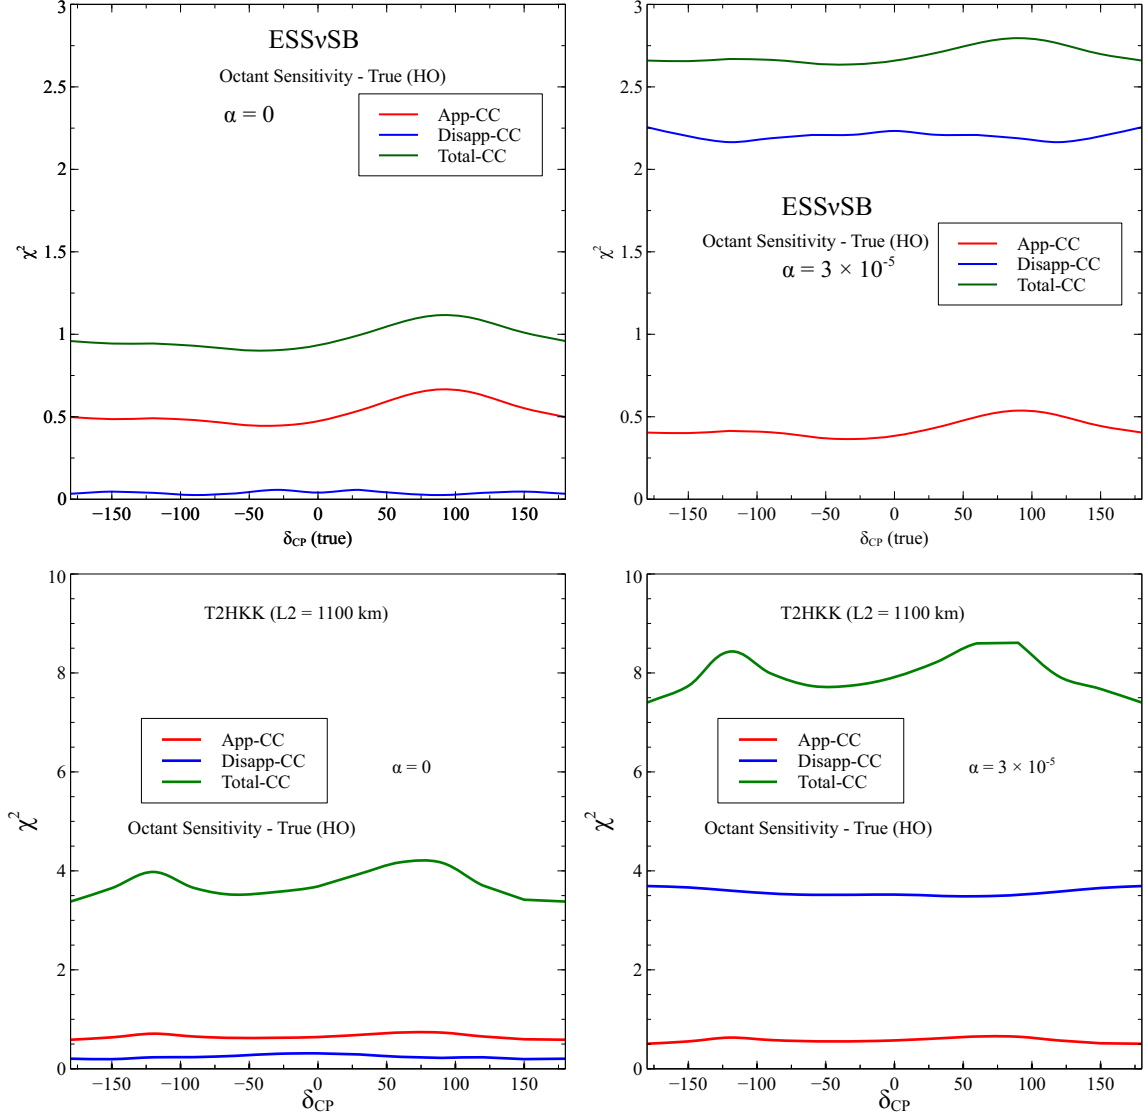 3
2.5
2
1.5
1
0.5
0
χ²
ESSνSB
Octant Sensitivity - True (HO)
α = 0
App-CC
Disapp-CC
Total-CC
−150 −100 −50 0 50 100 150
δCP (true)
3
2.5
2
1.5
1
0.5
0
χ²
ESSνSB
Octant Sensitivity - True (HO)
α = 3 × 10⁻⁵
App-CC
Disapp-CC
Total-CC
−150 −100 −50 0 50 100 150
δCP (true)
10
8
6
4
2
0
χ²
T2HKK (L2 = 1100 km)
App-CC
Disapp-CC
Total-CC
α = 0
Octant Sensitivity - True (HO)
−150 −100 −50 0 50 100 150
δCP
10
8
6
4
2
0
χ²
T2HKK (L2 = 1100 km)
App-CC
Disapp-CC
Total-CC
α = 3 × 10⁻⁵
Octant Sensitivity - True (HO)
−150 −100 −50 0 50 100 150
δCP